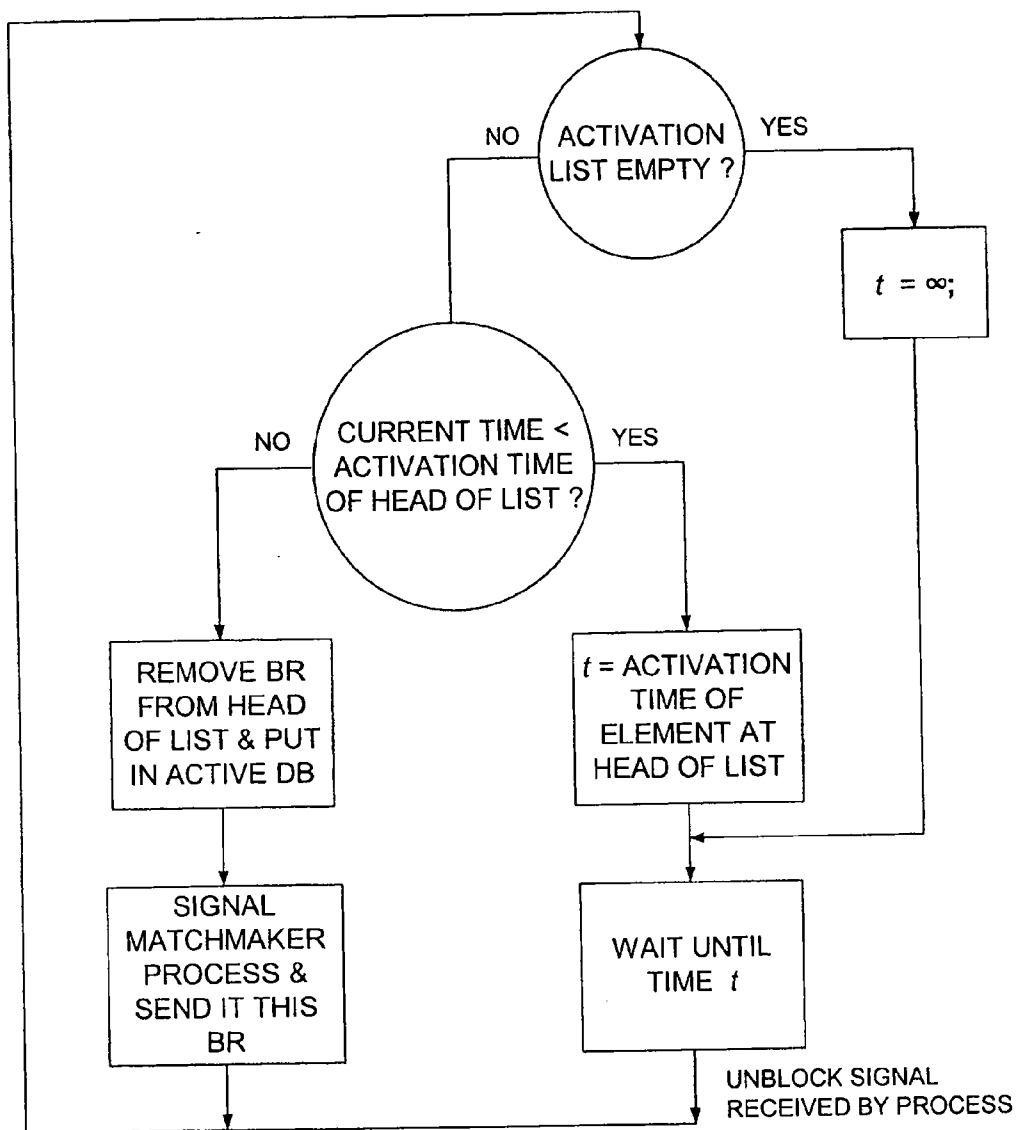 ACTIVATION
LIST EMPTY ?
NO
YES
t = ∞;
CURRENT TIME <
ACTIVATION TIME
OF HEAD OF LIST ?
NO
YES
REMOVE BR
FROM HEAD
OF LIST & PUT
IN ACTIVE DB
t = ACTIVATION
TIME OF
ELEMENT AT
HEAD OF LIST
SIGNAL
MATCHMAKER
PROCESS &
SEND IT THIS
BR
WAIT UNTIL
TIME t
UNBLOCK SIGNAL
RECEIVED BY PROCESS